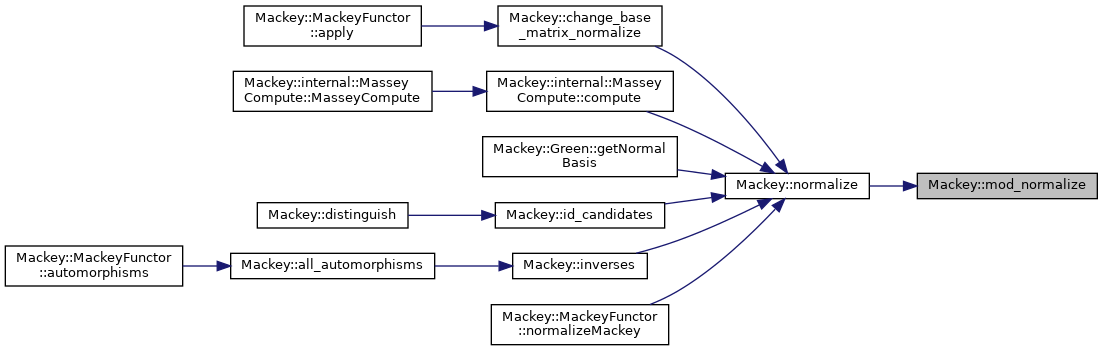 Mackey::MackeyFunctor
::apply
Mackey::change_base
_matrix_normalize
Mackey::internal::Massey
Compute::MasseyCompute
Mackey::internal::Massey
Compute::compute
Mackey::Green::getNormal
Basis
Mackey::normalize
Mackey::mod_normalize
Mackey::distinguish
Mackey::id_candidates
Mackey::MackeyFunctor
::automorphisms
Mackey::all_automorphisms
Mackey::inverses
Mackey::MackeyFunctor
::normalizeMackey